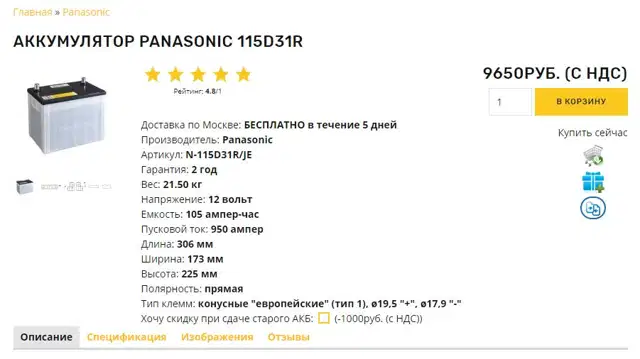 Главная » Panasonic
АККУМУЛЯТОР PANASONIC 115D31R
Рейтинг: 4.8/1
9650РУБ. (С НДС)
1
В КОРЗИНУ
Купить сейчас
Доставка по Москве: БЕСПЛАТНО в течение 5 дней
Производитель: Panasonic
Артикул: N-115D31R/JE
Гарантия: 2 год
Вес: 21.50 кг
Напряжение: 12 вольт
Емкость: 105 ампер-час
Пусковой ток: 950 ампер
Длина: 306 мм
Ширина: 173 мм
Высота: 225 мм
Полярность: прямая
Тип клемм: конусные "европейские" (тип 1), ø19,5 "+", ø17,9 "-"
Хочу скидку при сдаче старого АКБ: (-1000руб. (с НДС))
Описание Спецификация Изображения Отзывы